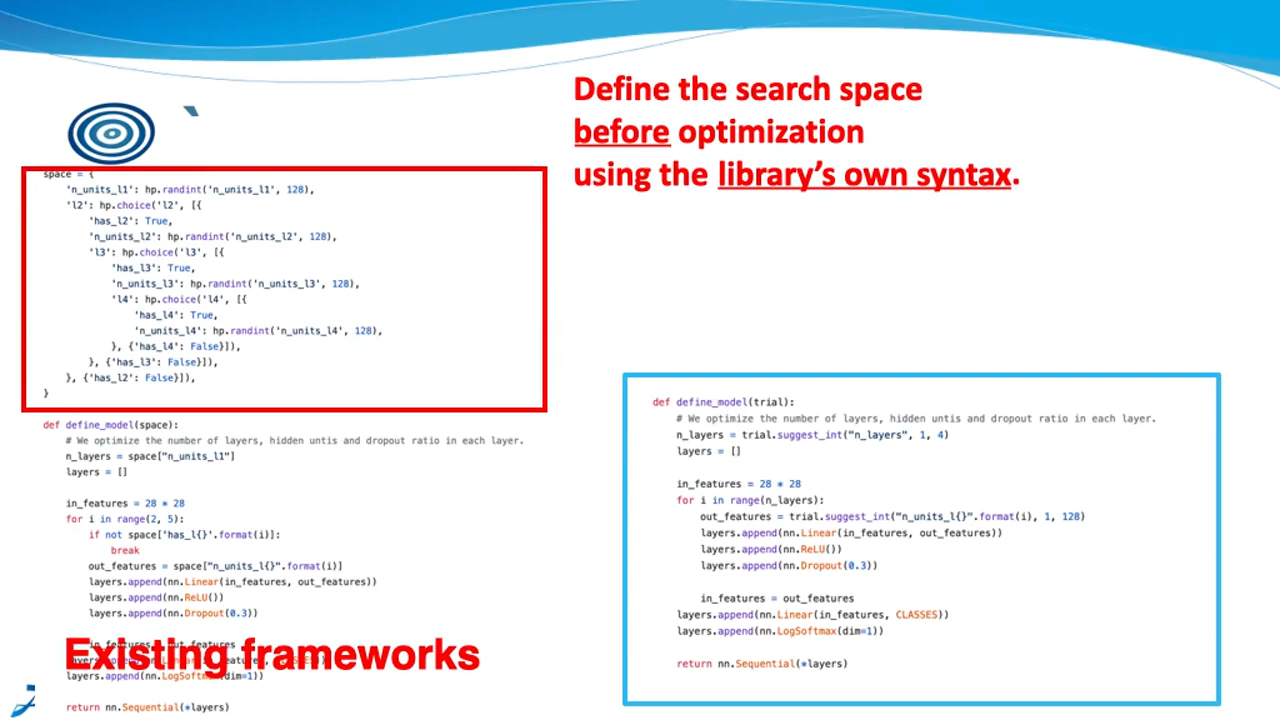 Define the search space
before optimization
using the library’s own syntax.
space = {
'n_units_l1': hp.randint('n_units_l1', 128),
'l2': hp.choice('l2', [{
'has_l2': True,
'n_units_l2': hp.randint('n_units_l2', 128),
'l3': hp.choice('l3', [{
'has_l3': True,
'n_units_l3': hp.randint('n_units_l3', 128),
'l4': hp.choice('l4', [{
'has_l4': True,
'n_units_l4': hp.randint('n_units_l4', 128),
}, {'has_l4': False}]),
}, {'has_l3': False}]),
}, {'has_l2': False}]),
}
def define_model(space):
# We optimize the number of layers, hidden untis and dropout ratio in each layer.
n_layers = space["n_units_l1"]
layers = []
in_features = 28 * 28
for i in range(2, 5):
if not space['has_l{}'.format(i)]:
break
out_features = space["n_units_l{}".format(i)]
layers.append(nn.Linear(in_features, out_features))
layers.append(nn.ReLU())
layers.append(nn.Dropout(0.3))
in_features = out_features
Existing frameworks
layers.append(nn.LogSoftmax(dim=1))
return nn.Sequential(*layers)
def define_model(trial):
# We optimize the number of layers, hidden untis and dropout ratio in each layer.
n_layers = trial.suggest_int("n_layers", 1, 4)
layers = []
in_features = 28 * 28
for i in range(n_layers):
out_features = trial.suggest_int("n_units_l{}".format(i), 1, 128)
layers.append(nn.Linear(in_features, out_features))
layers.append(nn.ReLU())
layers.append(nn.Dropout(0.3))
in_features = out_features
layers.append(nn.Linear(in_features, CLASSES))
layers.append(nn.LogSoftmax(dim=1))
return nn.Sequential(*layers)